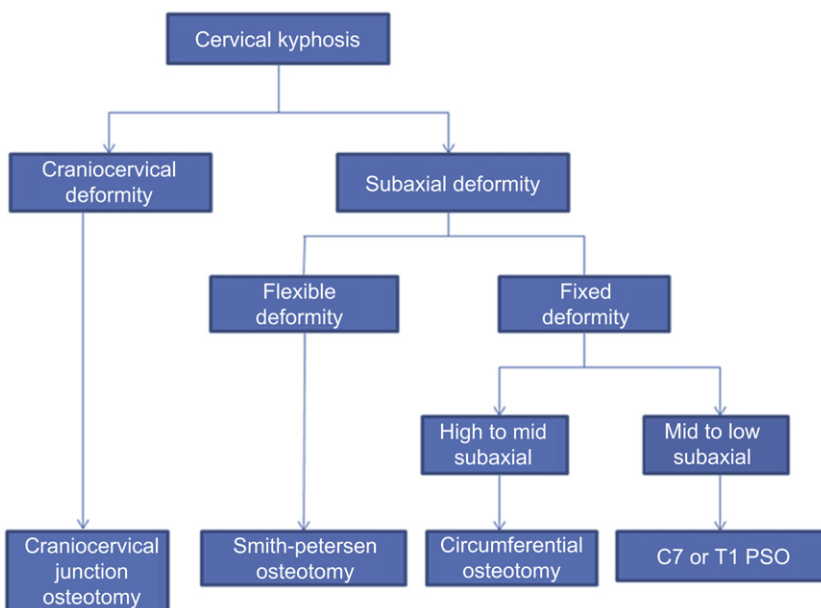 Cervical kyphosis
Craniocervical
deformity
Subaxial deformity
Flexible
deformity
Fixed
deformity
High to mid
subaxial
Mid to low
subaxial
Craniocervical
junction
osteotomy
Smith-petersen
osteotomy
Circumferential
osteotomy
C7 or T1 PSO